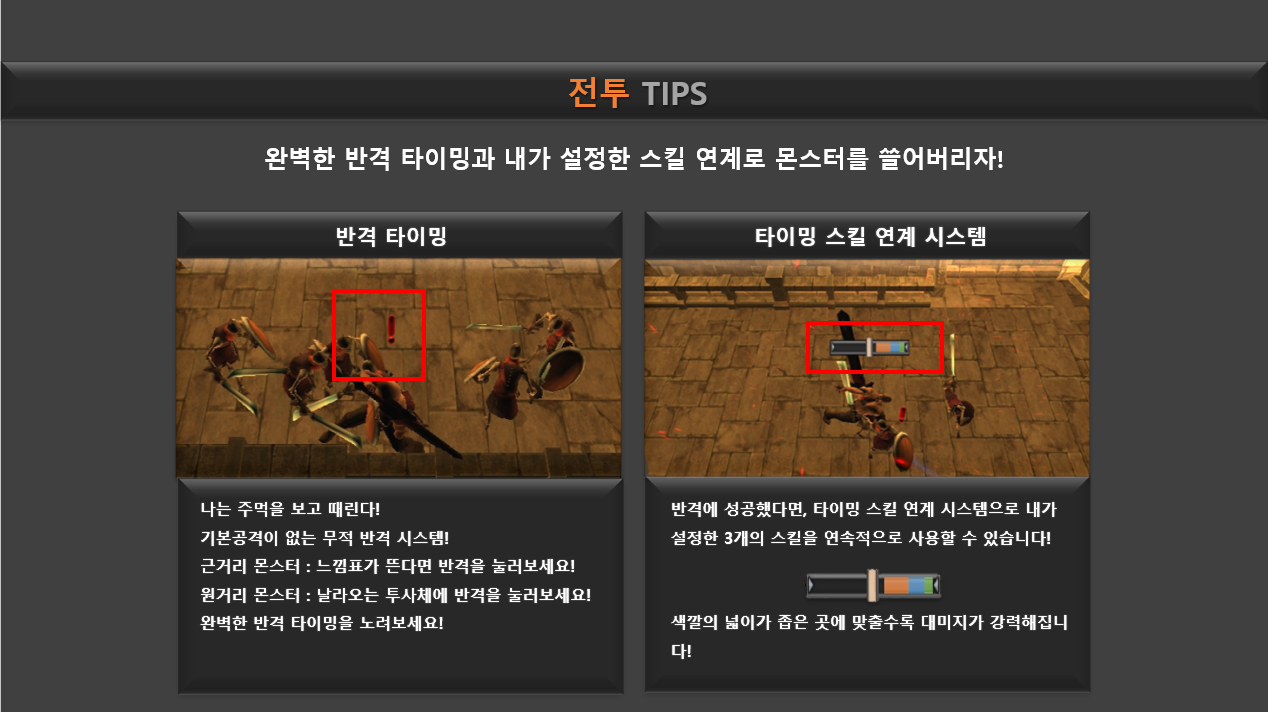 전투 TIPS
완벽한 반격 타이밍과 내가 설정한 스킬 연계로 몬스터를 쓸어버리자!
반격 타이밍
나는 주먹을 보고 때린다!
기본공격이 없는 무적 반격 시스템!
근거리 몬스터 : 느낌표가 뜬다면 반격을 눌러보세요!
원거리 몬스터 : 날라오는 투사체에 반격을 눌러보세요!
완벽한 반격 타이밍을 노려보세요!
타이밍 스킬 연계 시스템
반격에 성공했다면, 타이밍 스킬 연계 시스템으로 내가
설정한 3개의 스킬을 연속적으로 사용할 수 있습니다!
색깔의 넓이가 좁은 곳에 맞출수록 대미지가 강력해집니
다!